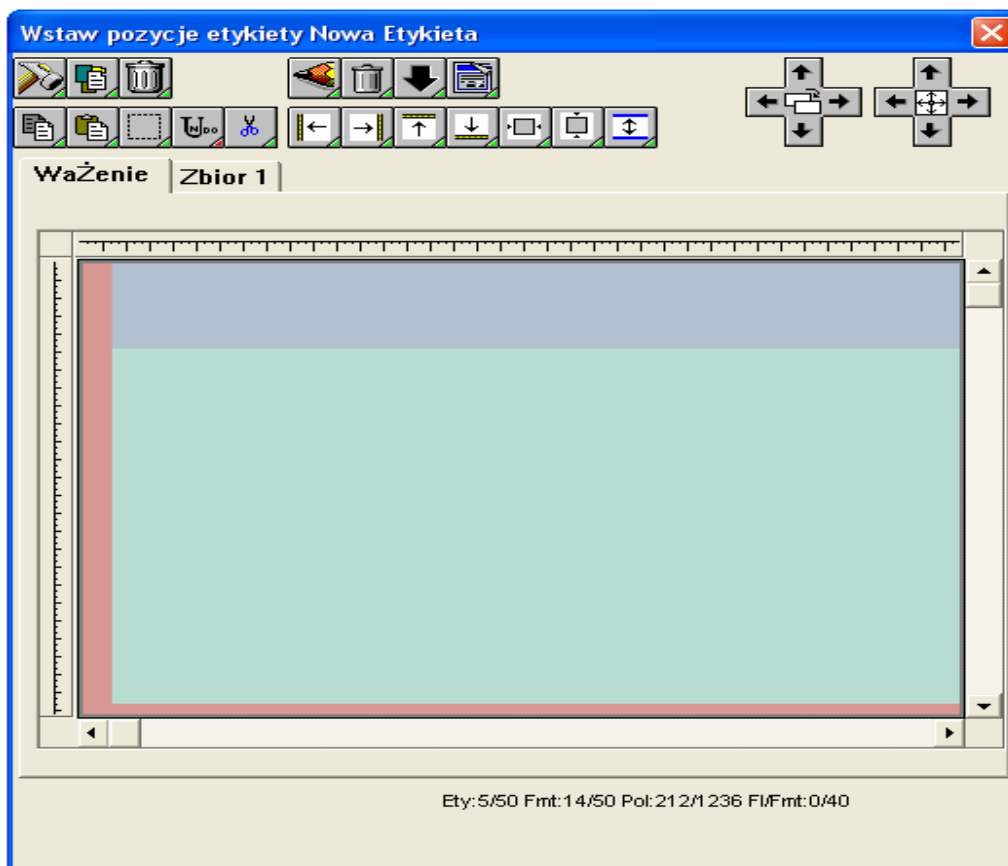 Wstaw pozycje etykiety Nowa Etykieta
UNDO
WaŻenie
Zbior 1
Ety:5/50 Fmt:14/50 Pol:212/1236 Fl/Fmt:0/40